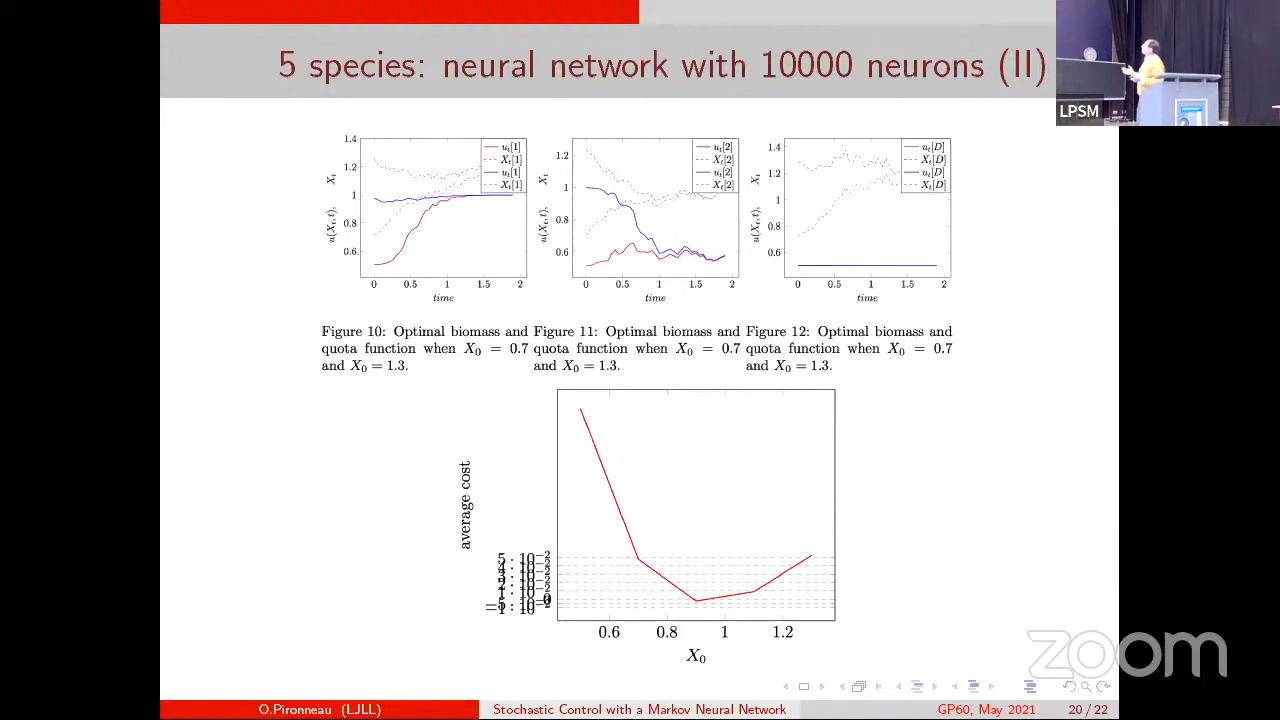 5 species: neural network with 10000 neurons (II)
LPSM
1.4
1.2
1
0.8
0.6
u(X_t, t), X_t
0 0.5 1 1.5 2
time
u_t[1]
X_t[1]
u_t[1]
X_t[1]
1.2
1
0.8
0.6
u(X_t, t), X_t
0 0.5 1 1.5 2
time
u_t[2]
X_t[2]
u_t[2]
X_t[2]
1.4
1.2
1
0.8
0.6
u(X_t, t), X_t
0 0.5 1 1.5 2
time
u_t[D]
X_t[D]
u_t[D]
X_t[D]
Figure 10: Optimal biomass and
quota function when X_0 = 0.7
and X_0 = 1.3.
Figure 11: Optimal biomass and
quota function when X_0 = 0.7
and X_0 = 1.3.
Figure 12: Optimal biomass and
quota function when X_0 = 0.7
and X_0 = 1.3.
average cost
5 · 10⁻²
4 · 10⁻²
0.6 0.8 1 1.2
X_0
zoom
O.Pironneau (LJLL)
Stochastic Control with a Markov Neural Network
GP60, May 2021
20 / 22